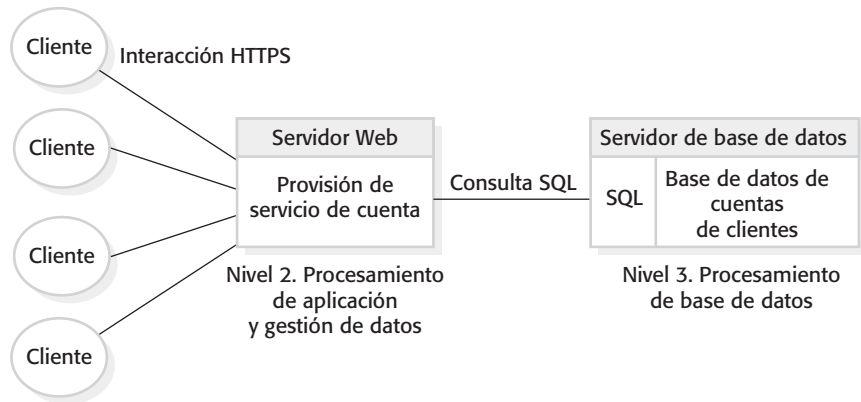 Cliente
Interacción HTTPS
Cliente
Cliente
Cliente
Servidor Web
Provisión de
servicio de cuenta
Nivel 2. Procesamiento
de aplicación
y gestión de datos
Consulta SQL
Servidor de base de datos
SQL
Base de datos de
cuentas
de clientes
Nivel 3. Procesamiento
de base de datos